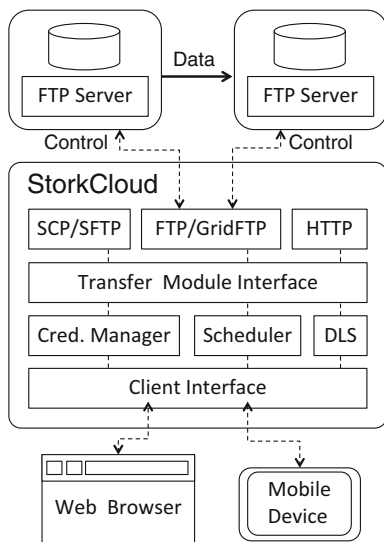 Data
FTP Server
FTP Server
Control
Control
StorkCloud
SCP/SFTP
FTP/GridFTP
HTTP
Transfer Module Interface
Cred. Manager
Scheduler
DLS
Client Interface
Web Browser
Mobile
Device